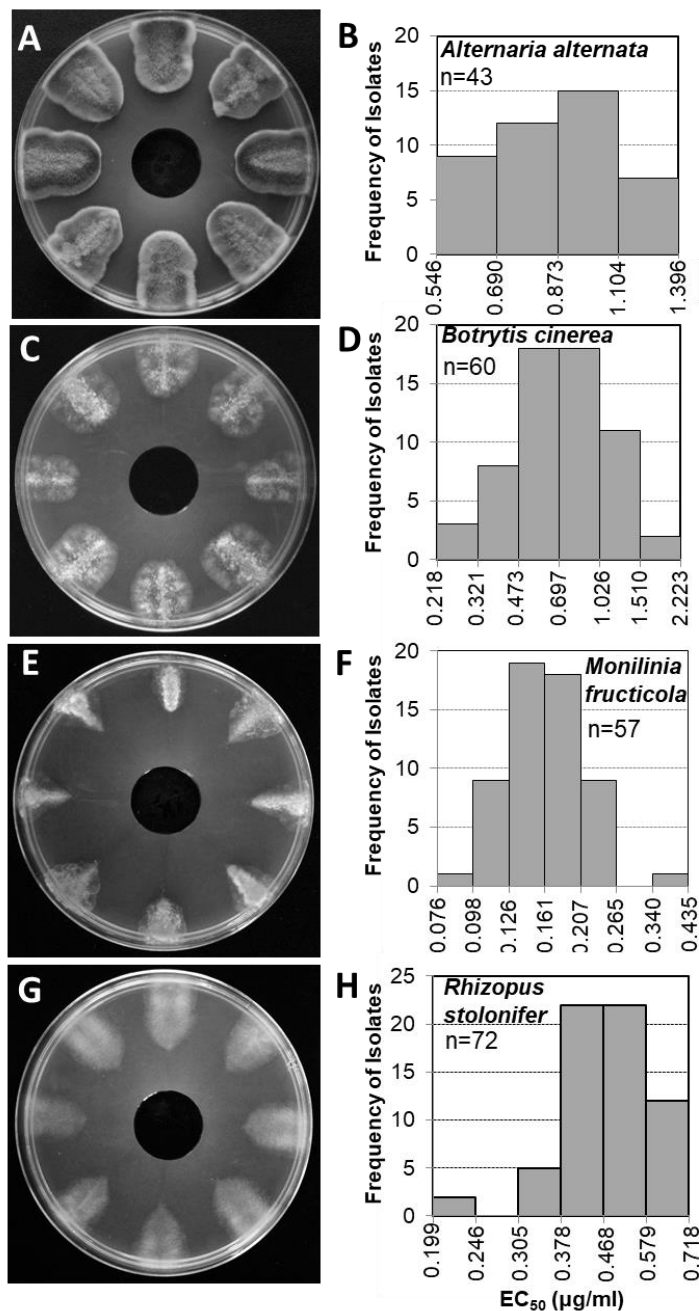 A
B
Frequency of Isolates
20
15
10
5
0
Alternaria alternata
n=43
0.546
0.690
0.873
1.104
1.396
C
D
Frequency of Isolates
20
15
10
5
0
Botrytis cinerea
n=60
0.218
0.321
0.473
0.697
1.026
1.510
2.223
E
F
Frequency of Isolates
20
15
10
5
0
Monilinia
fructicola
n=57
0.076
0.098
0.126
0.161
0.207
0.265
0.340
0.435
G
H
Frequency of Isolates
25
20
15
10
5
0
Rhizopus
stolonifer
n=72
0.199
0.246
0.305
0.378
0.468
0.579
0.718
EC50 (µg/ml)